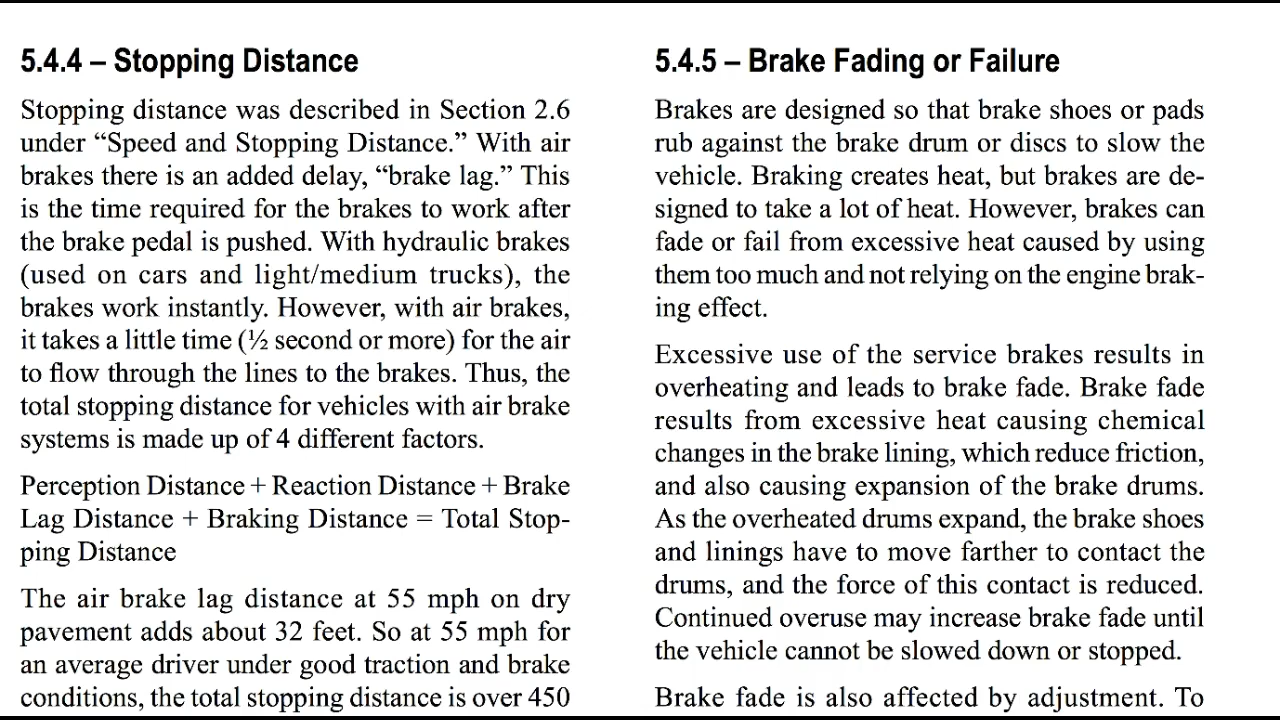 5.4.4 – Stopping Distance
Stopping distance was described in Section 2.6
under “Speed and Stopping Distance.” With air
brakes there is an added delay, “brake lag.” This
is the time required for the brakes to work after
the brake pedal is pushed. With hydraulic brakes
(used on cars and light/medium trucks), the
brakes work instantly. However, with air brakes,
it takes a little time (½ second or more) for the air
to flow through the lines to the brakes. Thus, the
total stopping distance for vehicles with air brake
systems is made up of 4 different factors.
Perception Distance + Reaction Distance + Brake
Lag Distance + Braking Distance = Total Stop-
ping Distance
The air brake lag distance at 55 mph on dry
pavement adds about 32 feet. So at 55 mph for
an average driver under good traction and brake
conditions, the total stopping distance is over 450
5.4.5 – Brake Fading or Failure
Brakes are designed so that brake shoes or pads
rub against the brake drum or discs to slow the
vehicle. Braking creates heat, but brakes are de-
signed to take a lot of heat. However, brakes can
fade or fail from excessive heat caused by using
them too much and not relying on the engine brak-
ing effect.
Excessive use of the service brakes results in
overheating and leads to brake fade. Brake fade
results from excessive heat causing chemical
changes in the brake lining, which reduce friction,
and also causing expansion of the brake drums.
As the overheated drums expand, the brake shoes
and linings have to move farther to contact the
drums, and the force of this contact is reduced.
Continued overuse may increase brake fade until
the vehicle cannot be slowed down or stopped.
Brake fade is also affected by adjustment. To